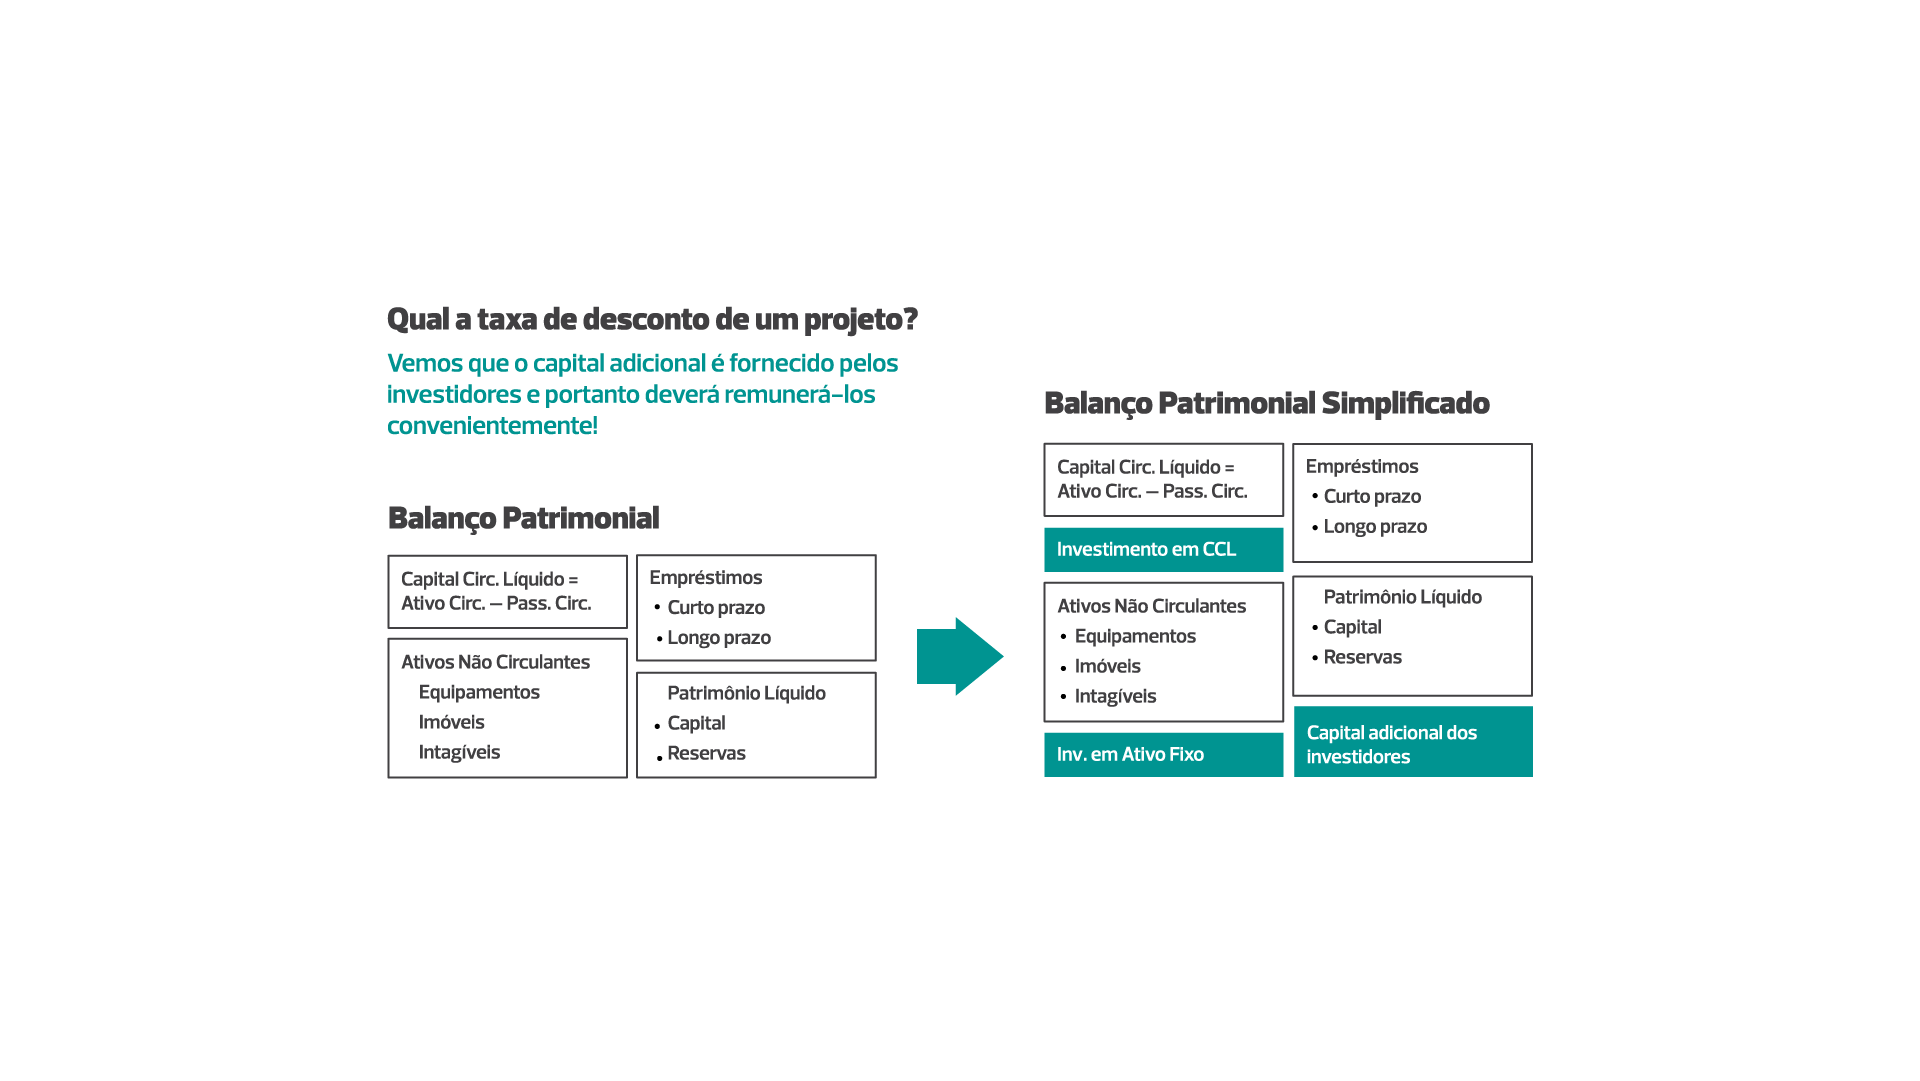 Qual a taxa de desconto de um projeto?
Vemos que o capital adicional é fornecido pelos
investidores e portanto deverá remunerá-los
convenientemente!
Balanço Patrimonial
Capital Circ. Líquido =
Ativo Circ. – Pass. Circ.
Ativos Não Circulantes
Equipamentos
Imóveis
Intagíveis
Empréstimos
• Curto prazo
• Longo prazo
Patrimônio Líquido
• Capital
• Reservas
Balanço Patrimonial Simplificado
Capital Circ. Líquido =
Ativo Circ. – Pass. Circ.
Investimento em CCL
Ativos Não Circulantes
• Equipamentos
• Imóveis
• Intagíveis
Inv. em Ativo Fixo
Empréstimos
• Curto prazo
• Longo prazo
Patrimônio Líquido
• Capital
• Reservas
Capital adicional dos
investidores